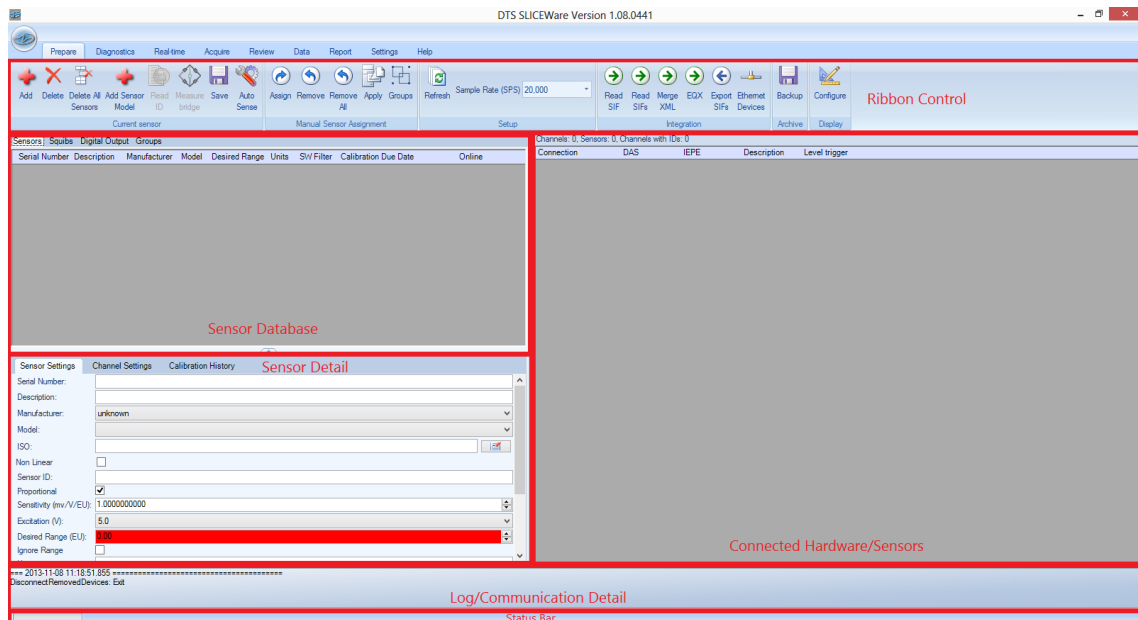 DTS SLICEWare Version 1.08.0441
Prepare Diagnostics Real-time Acquire Review Data Report Settings Help
Add Delete Delete All Sensors Add Sensor Model Read ID Measure bridge Save Auto Sense
Current sensor
Assign Remove Remove All Apply Groups
Manual Sensor Assignment
Refresh Sample Rate (SPS) 20,000
Setup
Read SIF Read SIFs Merge XML EQX Export SIFs Ethernet Devices
Integration
Backup
Archive
Configure
Display
Ribbon Control
Sensors Squibs Digital Output Groups
Serial Number Description Manufacturer Model Desired Range Units SW Filter Calibration Due Date Online
Sensor Database
Channels: 0, Sensors: 0, Channels with IDs: 0
Connection DAS IEPE Description Level trigger
Connected Hardware/Sensors
Sensor Settings Channel Settings Calibration History Sensor Detail
Serial Number:
Description:
Manufacturer: unknown
Model:
ISO:
Non Linear
Sensor ID:
Proportional
Sensitivity (mv/V/EU): 1.0000000000
Excitation (V): 5.0
Desired Range (EU): 0.00
Ignore Range
=== 2013-11-08 11:18:51.855 =======================================
DisconnectRemovedDevices: Exit
Log/Communication Detail
Status Bar